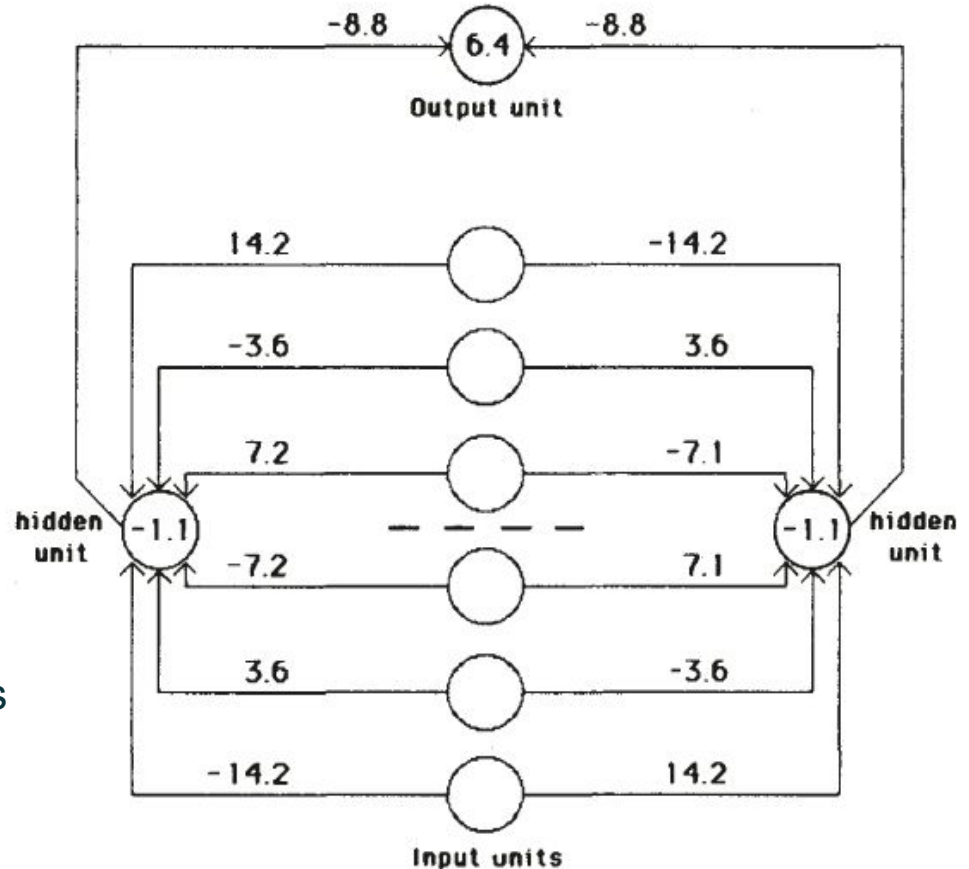 -8.8 6.4 -8.8
Output unit
14.2 -14.2
-3.6 3.6
7.2 -7.1
hidden unit -1.1 -1.1 hidden unit
-7.2 7.1
3.6 -3.6
s
-14.2 14.2
Input units